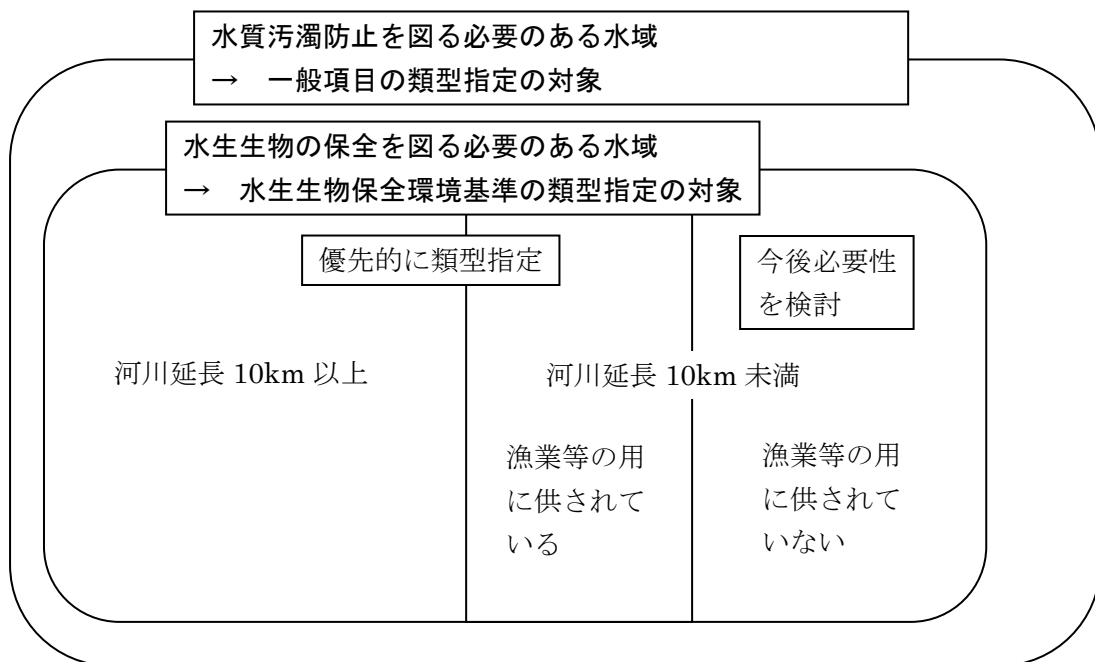 水質汚濁防止を図る必要のある水域
→　一般項目の類型指定の対象
水生生物の保全を図る必要のある水域
→　水生生物保全環境基準の類型指定の対象
優先的に類型指定
今後必要性
を検討
河川延長 10km 以上
河川延長 10km 未満
漁業等の用
に供されて
いる
漁業等の用
に供されて
いない